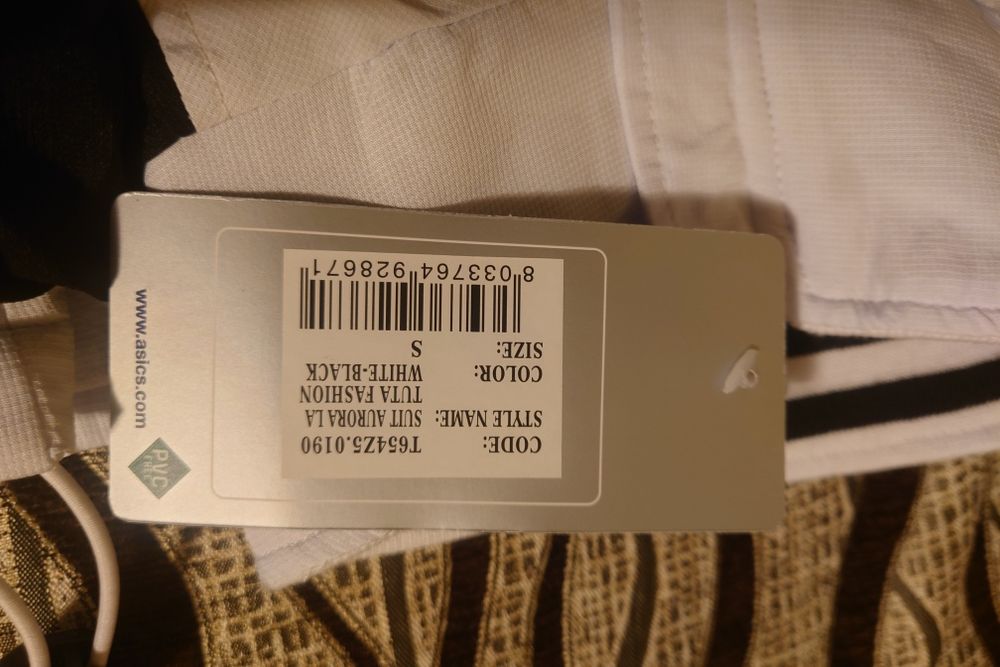 CODE: T654Z5.0190
STYLE NAME: SUIT AURORA LA
TUTA FASHION
COLOR: WHITE-BLACK
SIZE: S
8 033764 928671
www.asics.com
PVC
FREE